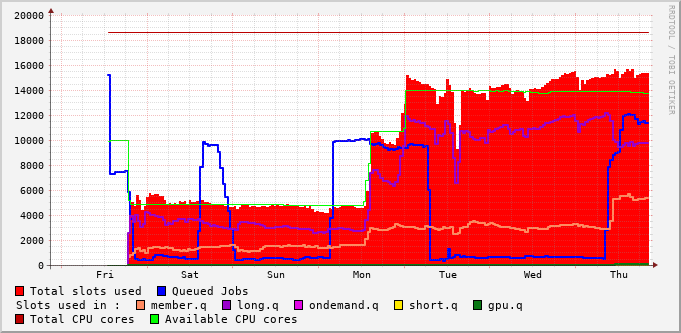 20000
18000
16000
14000
12000
10000
8000
6000
4000
2000
0
Fri Sat Sun Mon Tue Wed Thu
RRDTOOL / TOBI OETIKER
Total slots used Queued Jobs
Slots used in : member.q long.q ondemand.q short.q gpu.q
Total CPU cores Available CPU cores